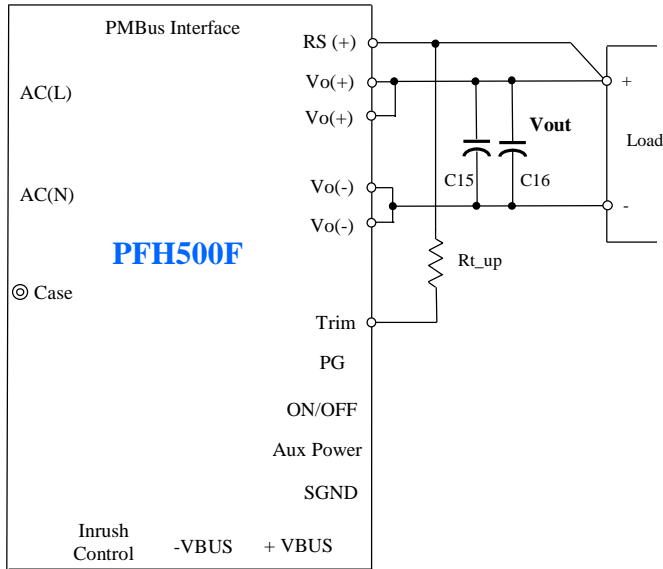 PMBus Interface
RS (+)
Vo(+)
AC(L)
Vo(+)
+
Vout
Load
C15
C16
Vo(-)
AC(N)
Vo(-)
-
PFH500F
Rt_up
◎ Case
Trim
PG
ON/OFF
Aux Power
SGND
Inrush
Control
-VBUS
+ VBUS